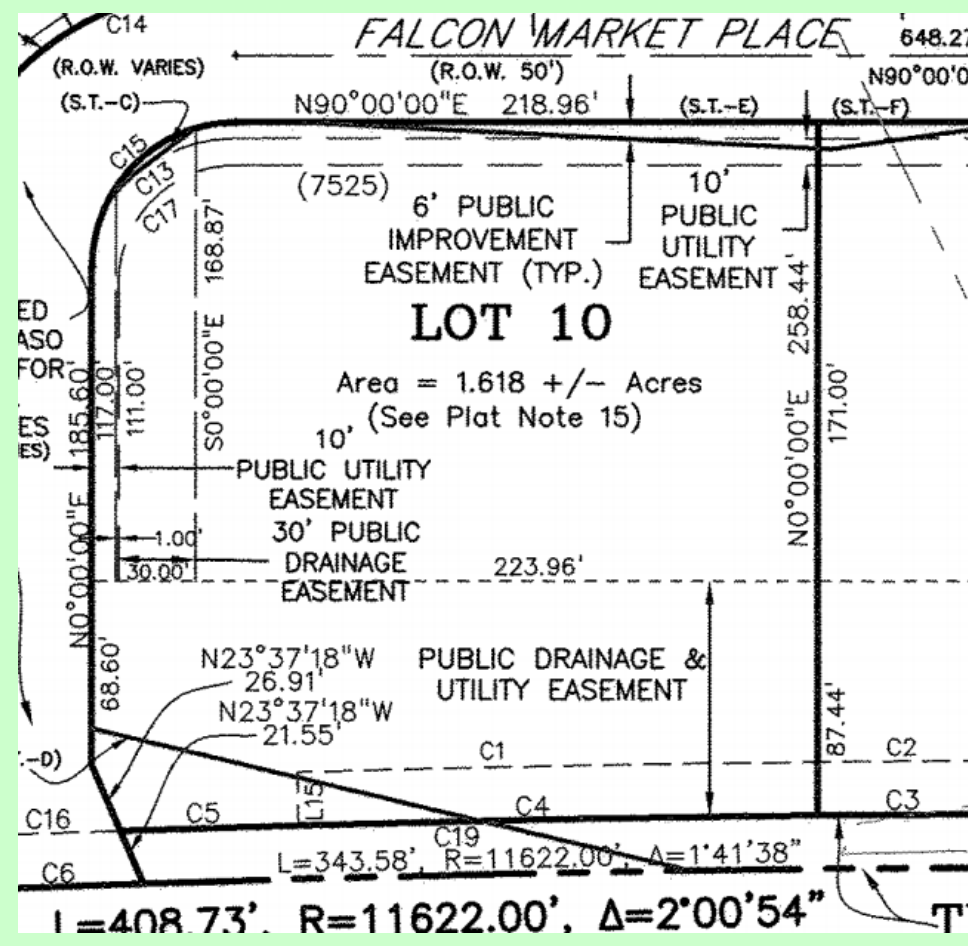 C14
FALCON MARKET PLACE
648.27
(R.O.W. VARIES)
(R.O.W. 50')
N90°00'0
(S.T.-C)
N90°00'00"E 218.96'
(S.T.-E)
(S.T.-F)
C15
C13
C17
(7525)
6' PUBLIC
IMPROVEMENT
EASEMENT (TYP.)
10'
PUBLIC
UTILITY
EASEMENT
S0°00'00"E 168.87'
LOT 10
Area = 1.618 +/- Acres
(See Plat Note 15)
ED
ASO
FOR
ES
ES)
N0°00'00"E 185.60'
117.00'
111.00'
10'
PUBLIC UTILITY
EASEMENT
30' PUBLIC
DRAINAGE
EASEMENT
1.00'
30.00'
N0°00'00"E 258.44'
171.00'
223.96'
68.60'
N23°37'18"W
26.91'
N23°37'18"W
21.55'
PUBLIC DRAINAGE &
UTILITY EASEMENT
87.44'
.-D)
C1
C2
L15
C16
C5
C4
C3
C19
C6
L=343.58', R=11622.00', Δ=1°41'38"
L=408.73', R=11622.00', Δ=2°00'54"
T